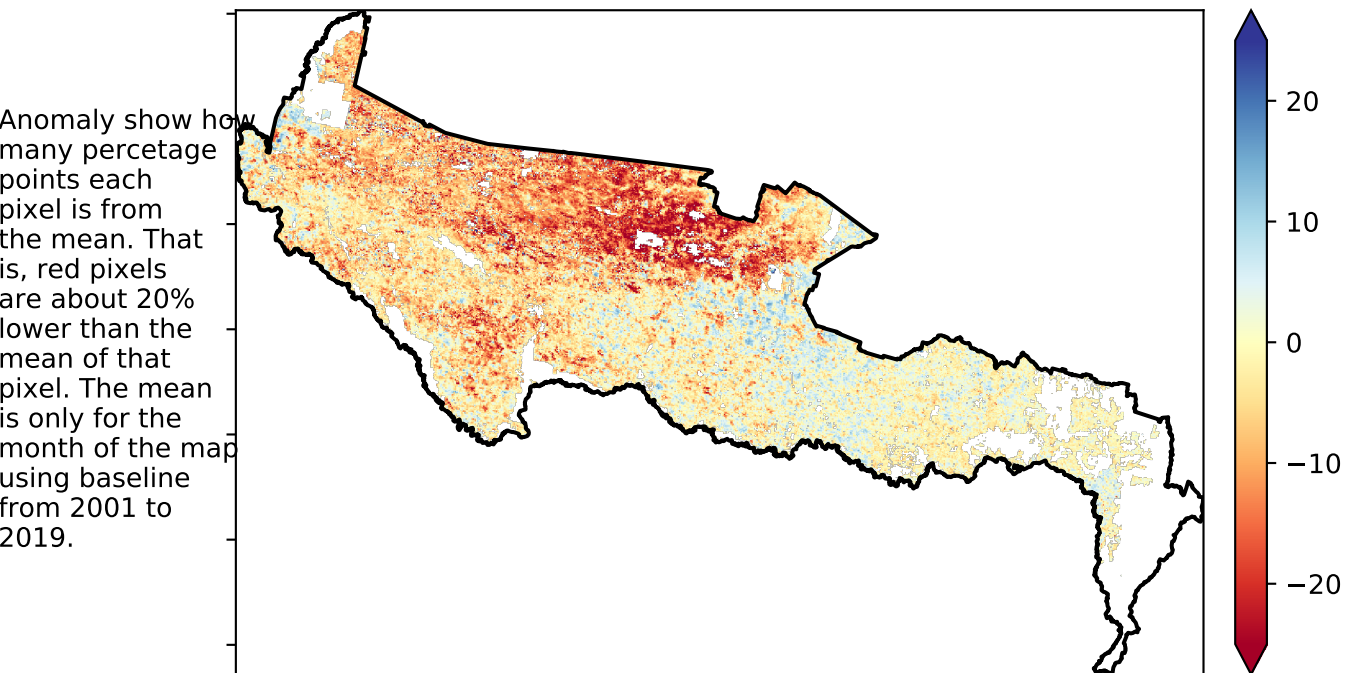 Anomaly show how
many percetage
points each
pixel is from
the mean. That
is, red pixels
are about 20%
lower than the
mean of that
pixel. The mean
is only for the
month of the map
using baseline
from 2001 to
2019.
20
10
0
−10
−20